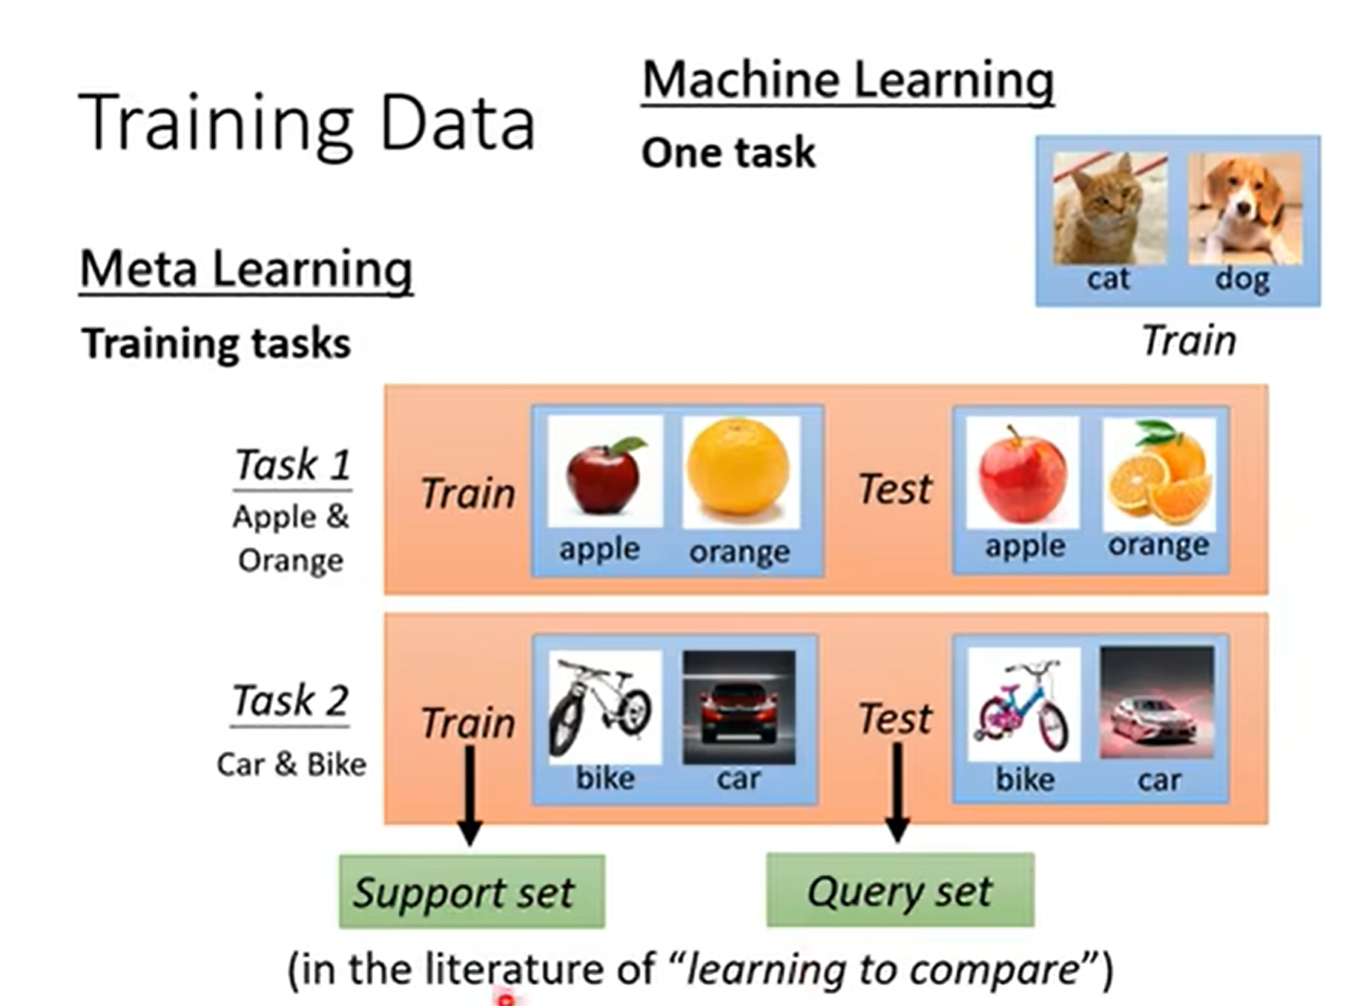 Training Data
Machine Learning
One task
cat dog
Train
Meta Learning
Training tasks
Task 1
Apple &
Orange
Train
apple orange
Test
apple orange
Task 2
Car & Bike
Train
bike car
Test
bike car
Support set
Query set
(in the literature of “learning to compare”)